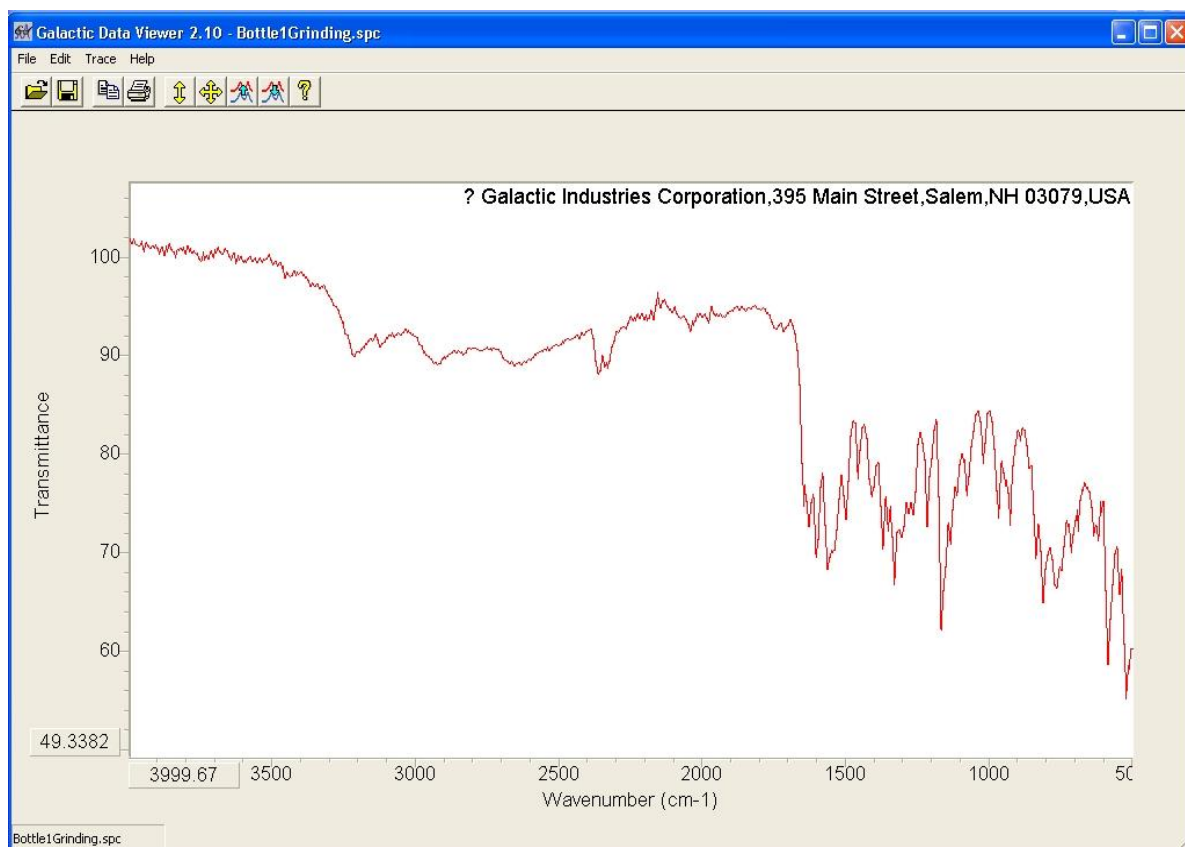 Galactic Data Viewer 2.10 - Bottle1Grinding.spc
File Edit Trace Help
? Galactic Industries Corporation,395 Main Street,Salem,NH 03079,USA
100
90
80
70
60
Transmittance
49.3382
3999.67 3500 3000 2500 2000 1500 1000 50
Wavenumber (cm-1)
Bottle1Grinding.spc